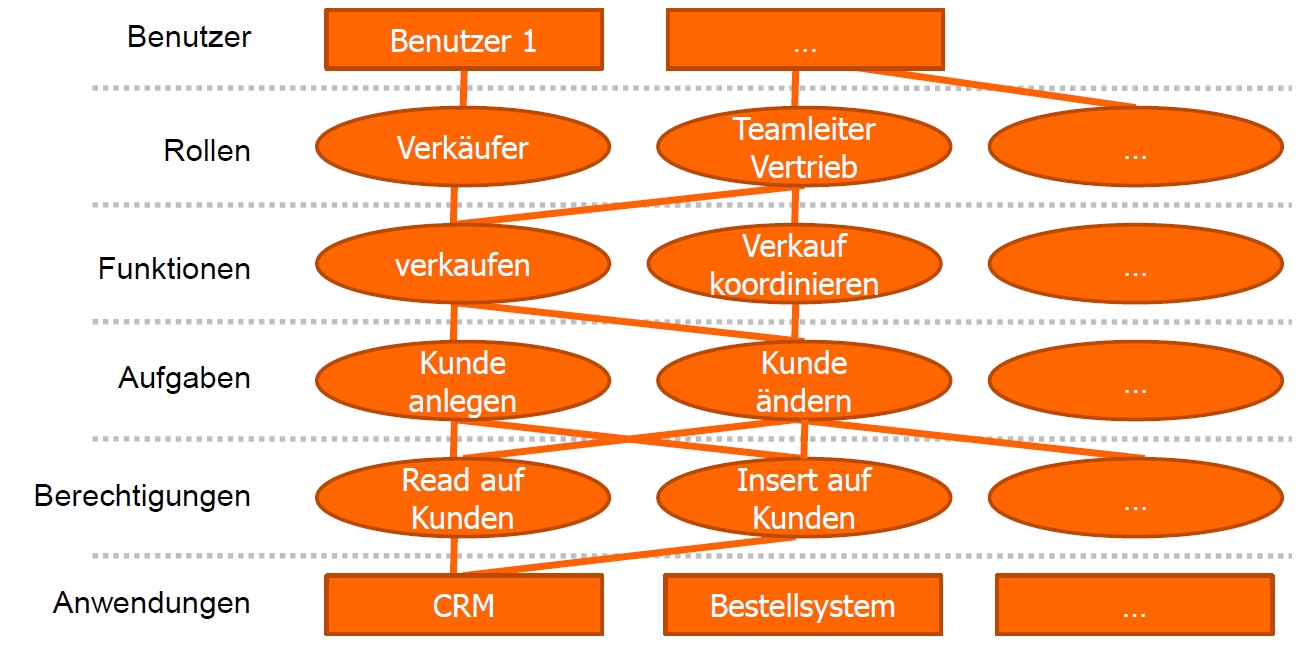 Benutzer
Benutzer 1
...
Rollen
Verkäufer
Teamleiter
Vertrieb
...
Funktionen
verkaufen
Verkauf
koordinieren
...
Aufgaben
Kunde
anlegen
Kunde
ändern
...
Berechtigungen
Read auf
Kunden
Insert auf
Kunden
...
Anwendungen
CRM
Bestellsystem
...